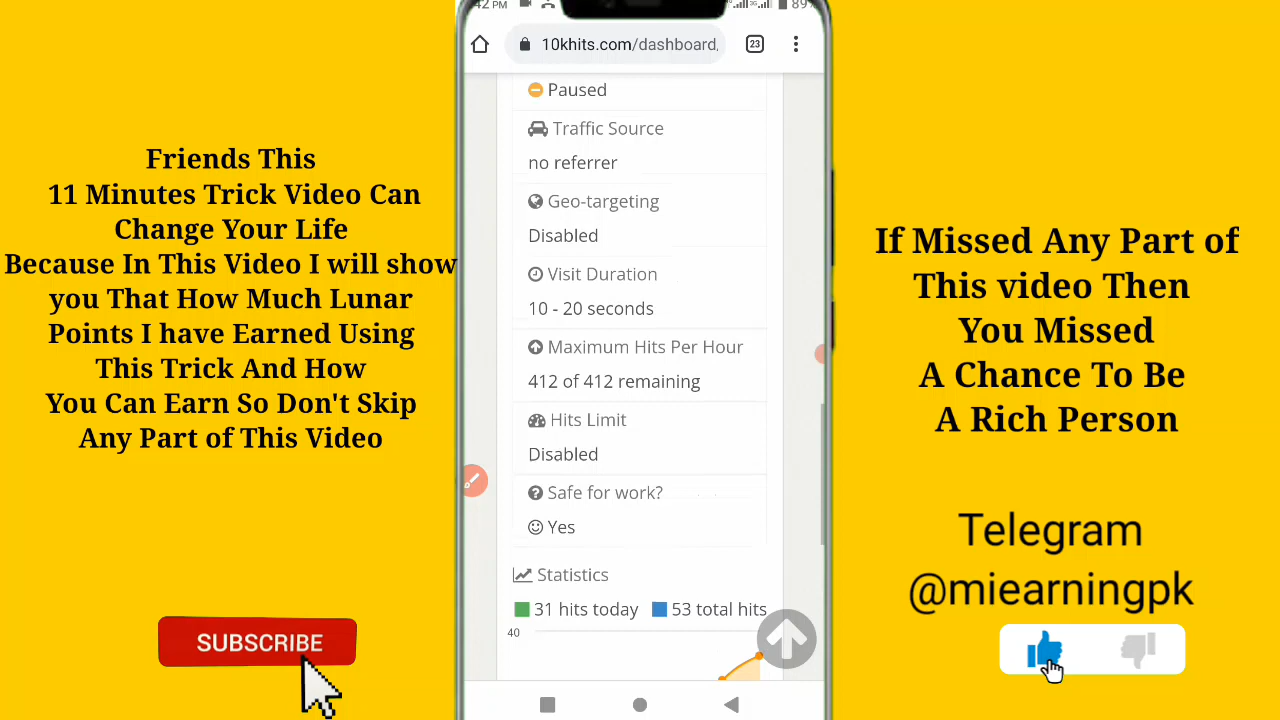 Friends This
11 Minutes Trick Video Can
Change Your Life
Because In This Video I will show
you That How Much Lunar
Points I have Earned Using
This Trick And How
You Can Earn So Don't Skip
Any Part of This Video
SUBSCRIBE
42 PM
89%
10khits.com/dashboard,
23
Paused
Traffic Source
no referrer
Geo-targeting
Disabled
Visit Duration
10 - 20 seconds
Maximum Hits Per Hour
412 of 412 remaining
Hits Limit
Disabled
Safe for work?
Yes
Statistics
31 hits today 53 total hits
40
If Missed Any Part of
This video Then
You Missed
A Chance To Be
A Rich Person
Telegram
@miearningpk